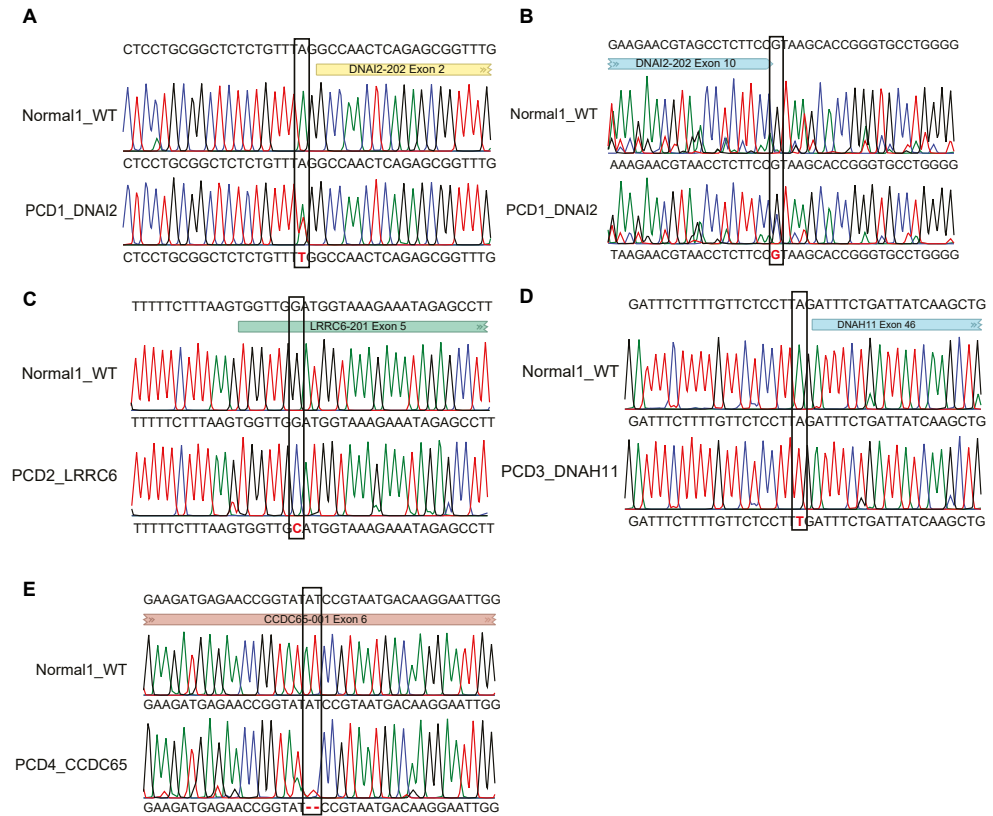 A
CTCCTGCGGCTCTCTGTTTAGGCCAACTCAGAGCGGTTTG
DNAI2-202 Exon 2
Normal1_WT
CTCCTGCGGCTCTCTGTTTAGGCCAACTCAGAGCGGTTTG
PCD1_DNAI2
CTCCTGCGGCTCTCTGTTTTGGCCAACTCAGAGCGGTTTG
B
GAAGAACGTAGCCTCTTCCGTAAGCACCGGGTGCCTGGGG
DNAI2-202 Exon 10
Normal1_WT
AAAGAACGTAACCTCTTCCGTAAGCACCGGGTGCCTGGGG
PCD1_DNAI2
TAAGAACGTAACCTCTTCCGTAAGCACCGGGTGCCTGGGG
C
TTTTTCTTTAAGTGGTTGGATGGTAAAGAAATAGAGCCTT
LRRC6-201 Exon 5
Normal1_WT
TTTTTCTTTAAGTGGTTGGATGGTAAAGAAATAGAGCCTT
PCD2_LRRC6
TTTTTCTTTAAGTGGTTGCATGGTAAAGAAATAGAGCCTT
D
GATTTCTTTTGTTCTCCTTAGATTTCTGATTATCAAGCTG
DNAH11 Exon 46
Normal1_WT
GATTTCTTTTGTTCTCCTTAGATTTCTGATTATCAAGCTG
PCD3_DNAH11
GATTTCTTTTGTTCTCCTTTGATTTCTGATTATCAAGCTG
E
GAAGATGAGAACCGGTATATCCGTAATGACAAGGAATTGG
CCDC65-001 Exon 6
Normal1_WT
GAAGATGAGAACCGGTATATCCGTAATGACAAGGAATTGG
PCD4_CCDC65
GAAGATGAGAACCGGTAT--CCGTAATGACAAGGAATTGG